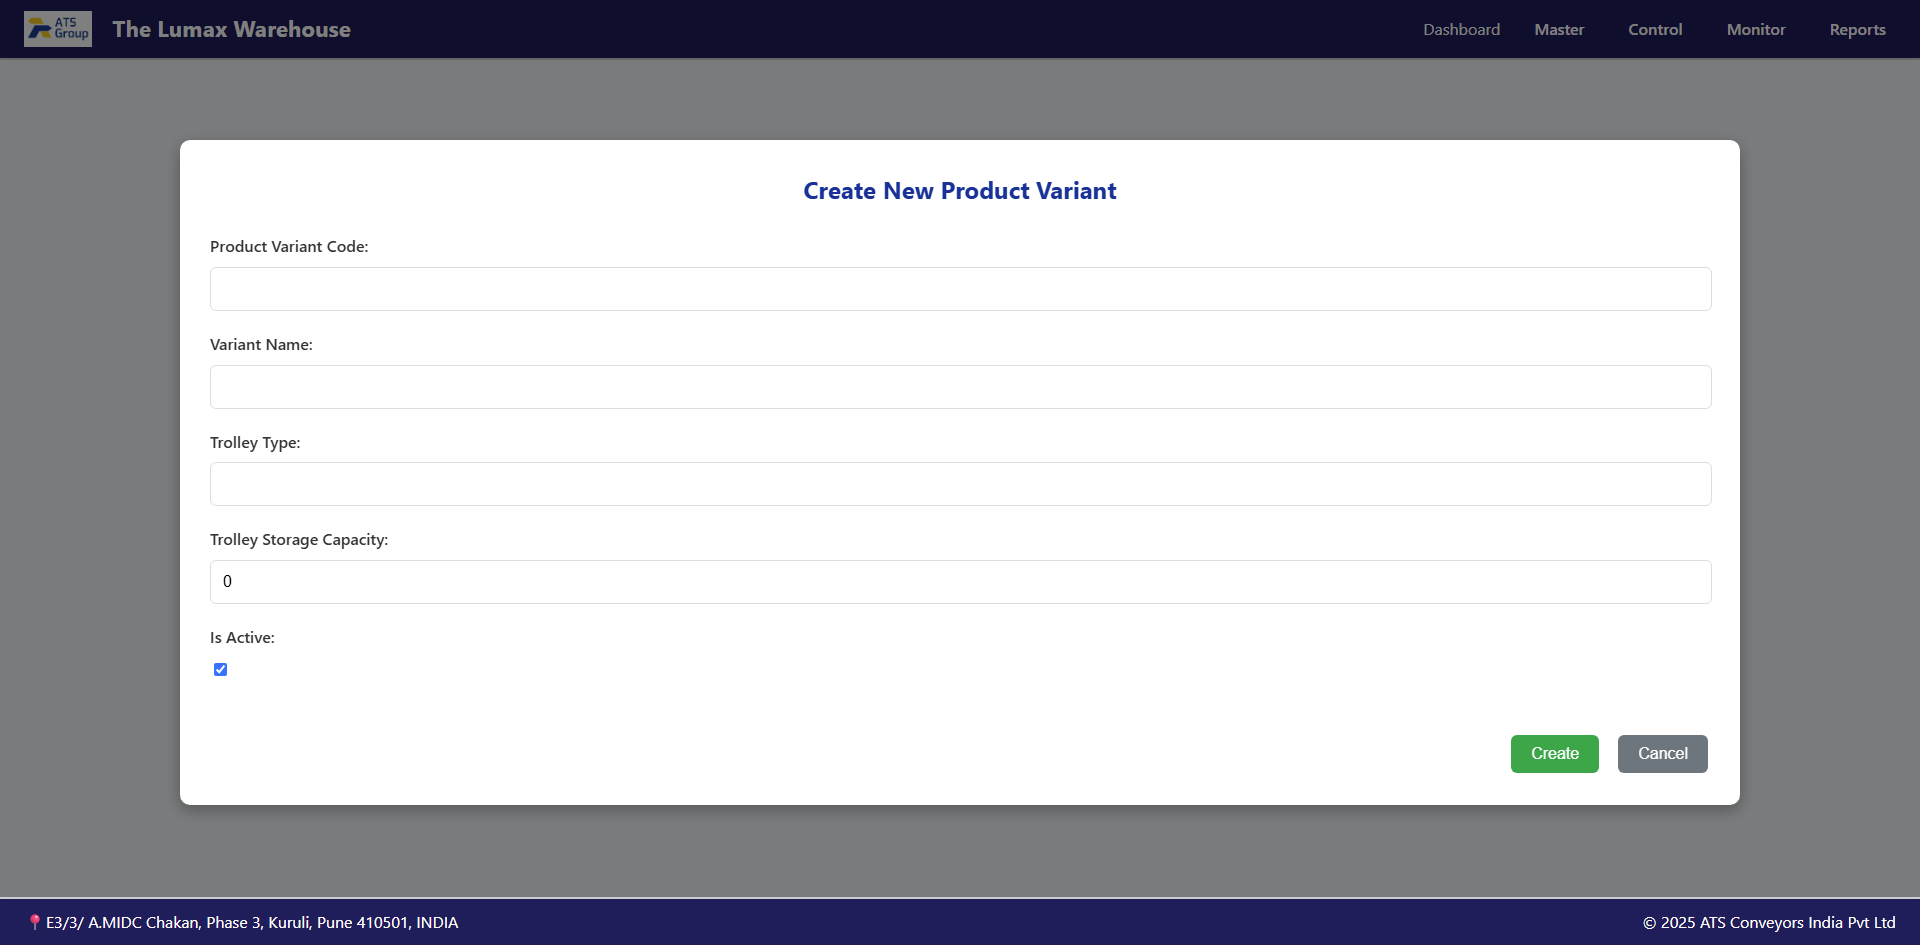 ATS
Group
The Lumax Warehouse
Dashboard Master Control Monitor Reports
Create New Product Variant
Product Variant Code:
Variant Name:
Trolley Type:
Trolley Storage Capacity:
0
Is Active:
Create Cancel
E3/3/ A.MIDC Chakan, Phase 3, Kuruli, Pune 410501, INDIA
© 2025 ATS Conveyors India Pvt Ltd